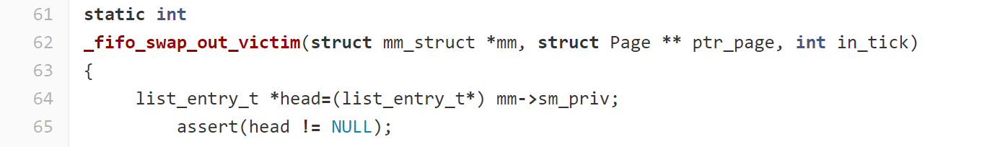 61 static int
62 _fifo_swap_out_victim(struct mm_struct *mm, struct Page ** ptr_page, int in_tick)
63 {
64      list_entry_t *head=(list_entry_t*) mm->sm_priv;
65          assert(head != NULL);